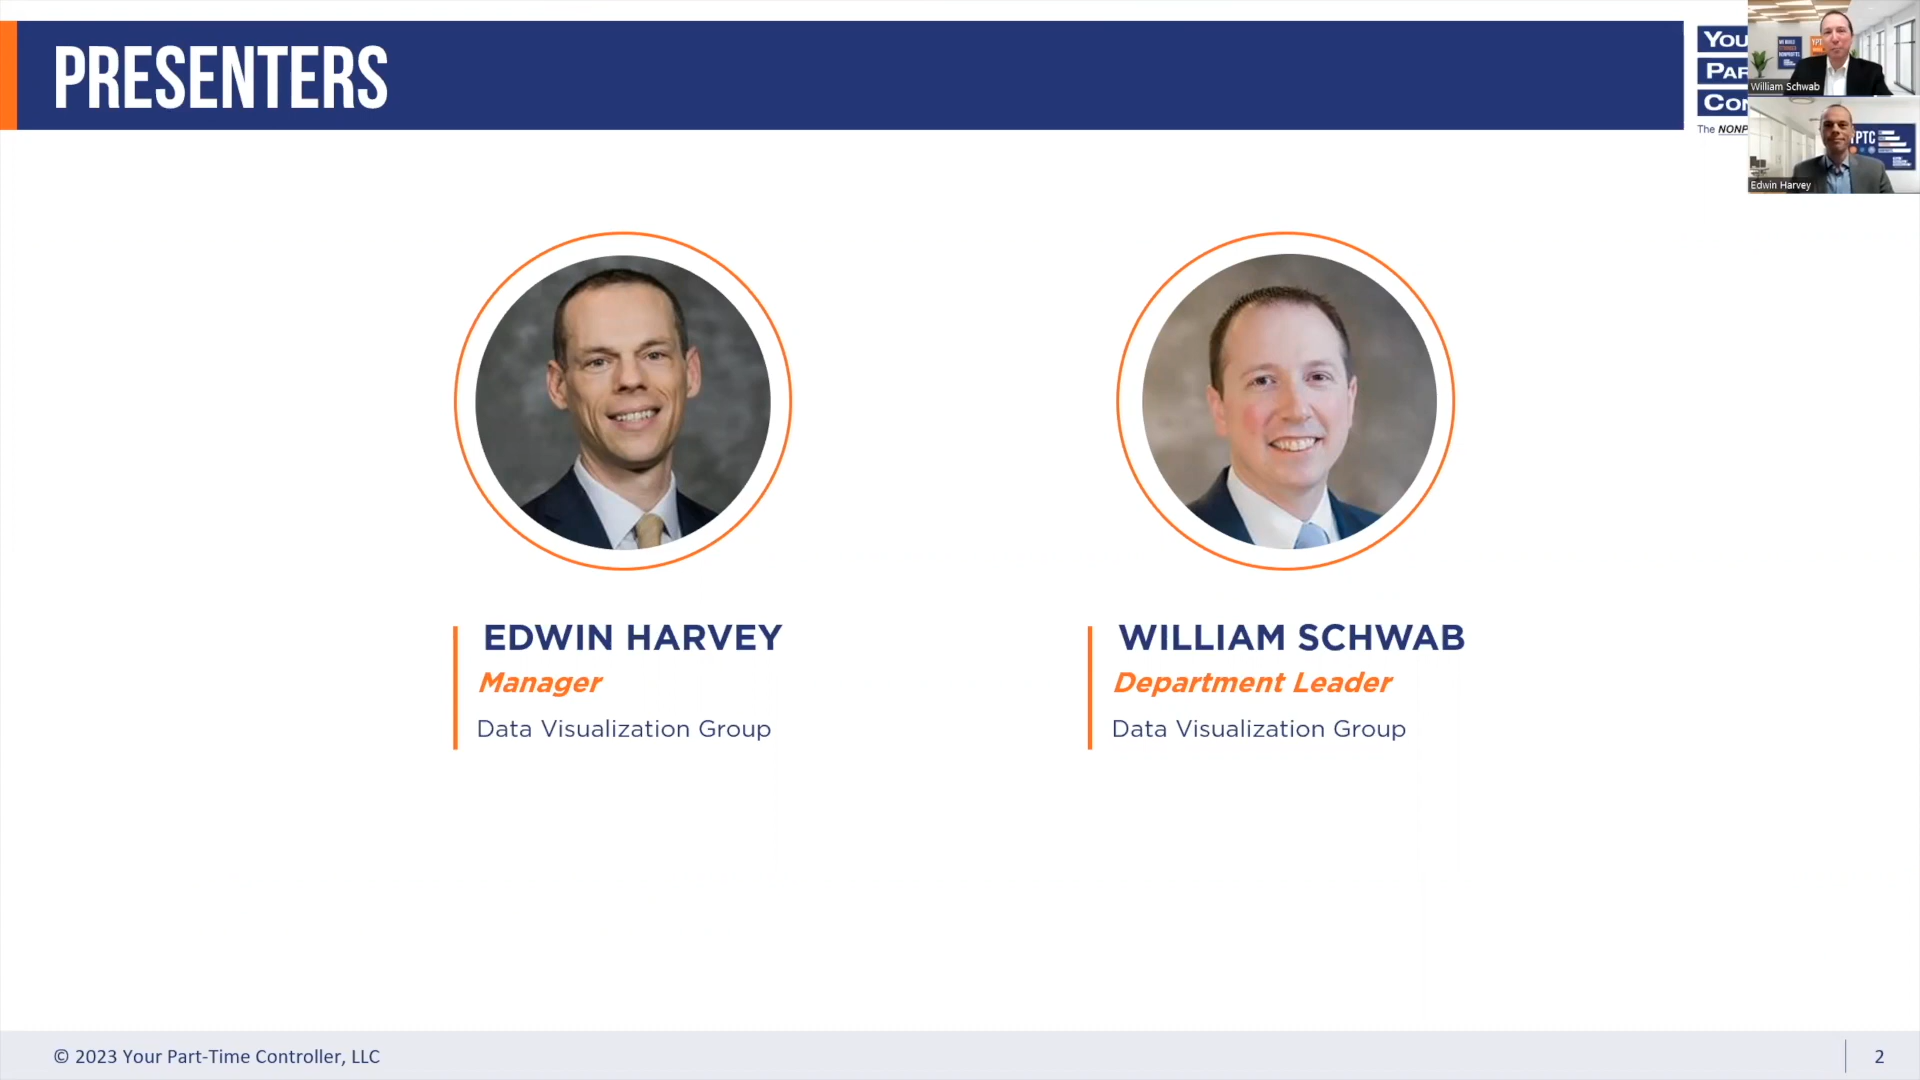 PRESENTERS
You
Par
Con
The NONP
William Schwab
YPTC
Edwin Harvey
EDWIN HARVEY
Manager
Data Visualization Group
WILLIAM SCHWAB
Department Leader
Data Visualization Group
© 2023 Your Part-Time Controller, LLC
2